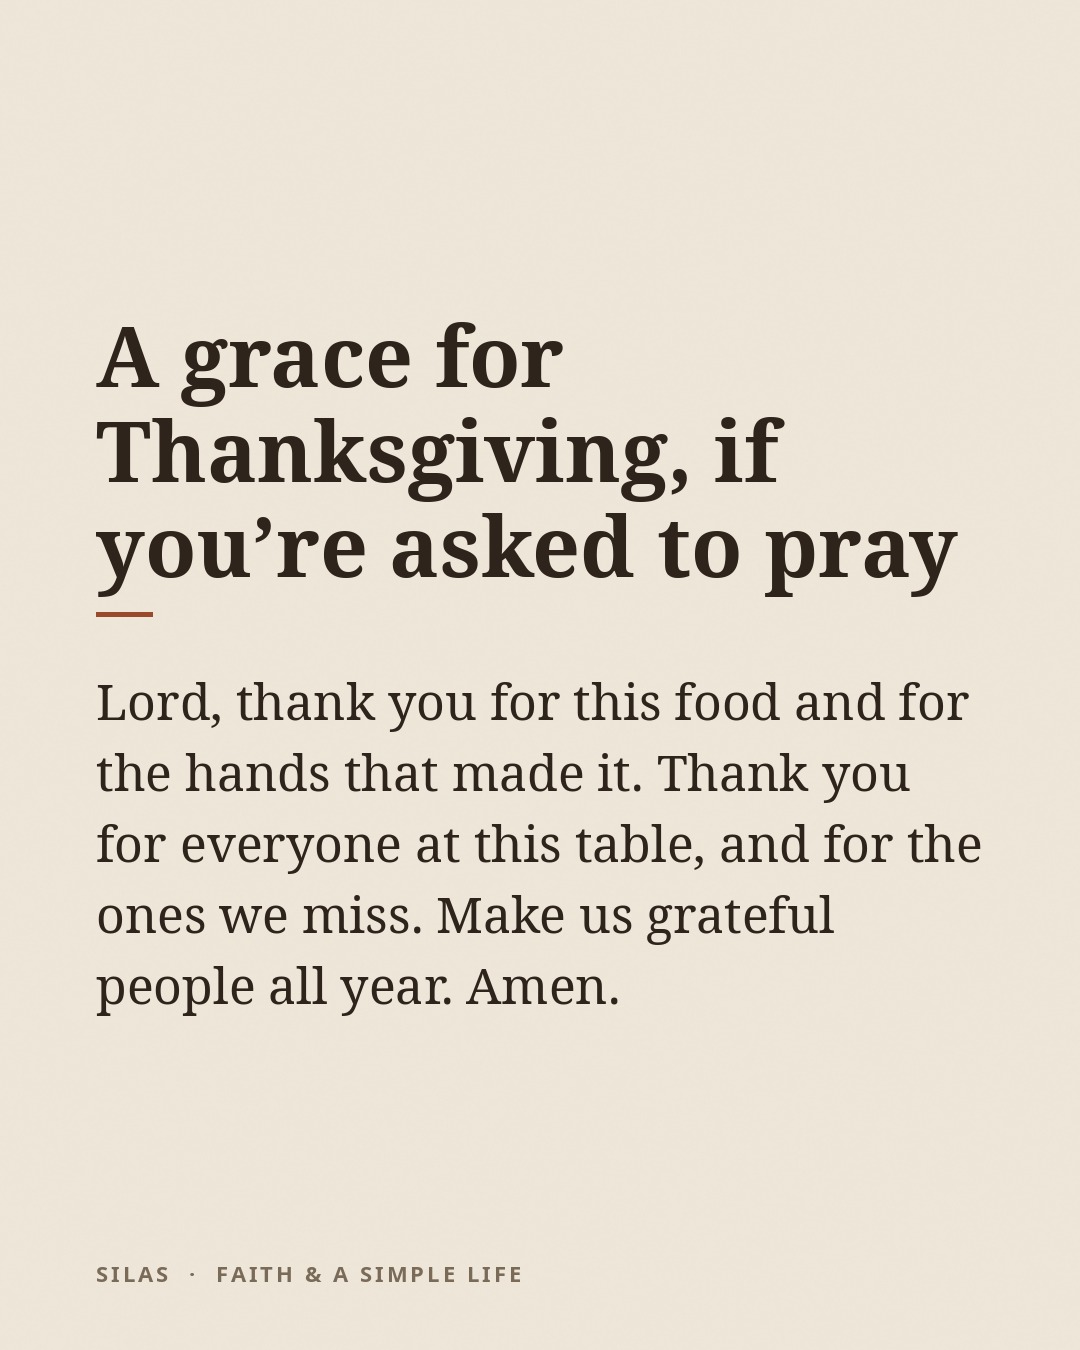 A grace for
Thanksgiving, if
you’re asked to pray
Lord, thank you for this food and for
the hands that made it. Thank you
for everyone at this table, and for the
ones we miss. Make us grateful
people all year. Amen.
SILAS · FAITH & A SIMPLE LIFE